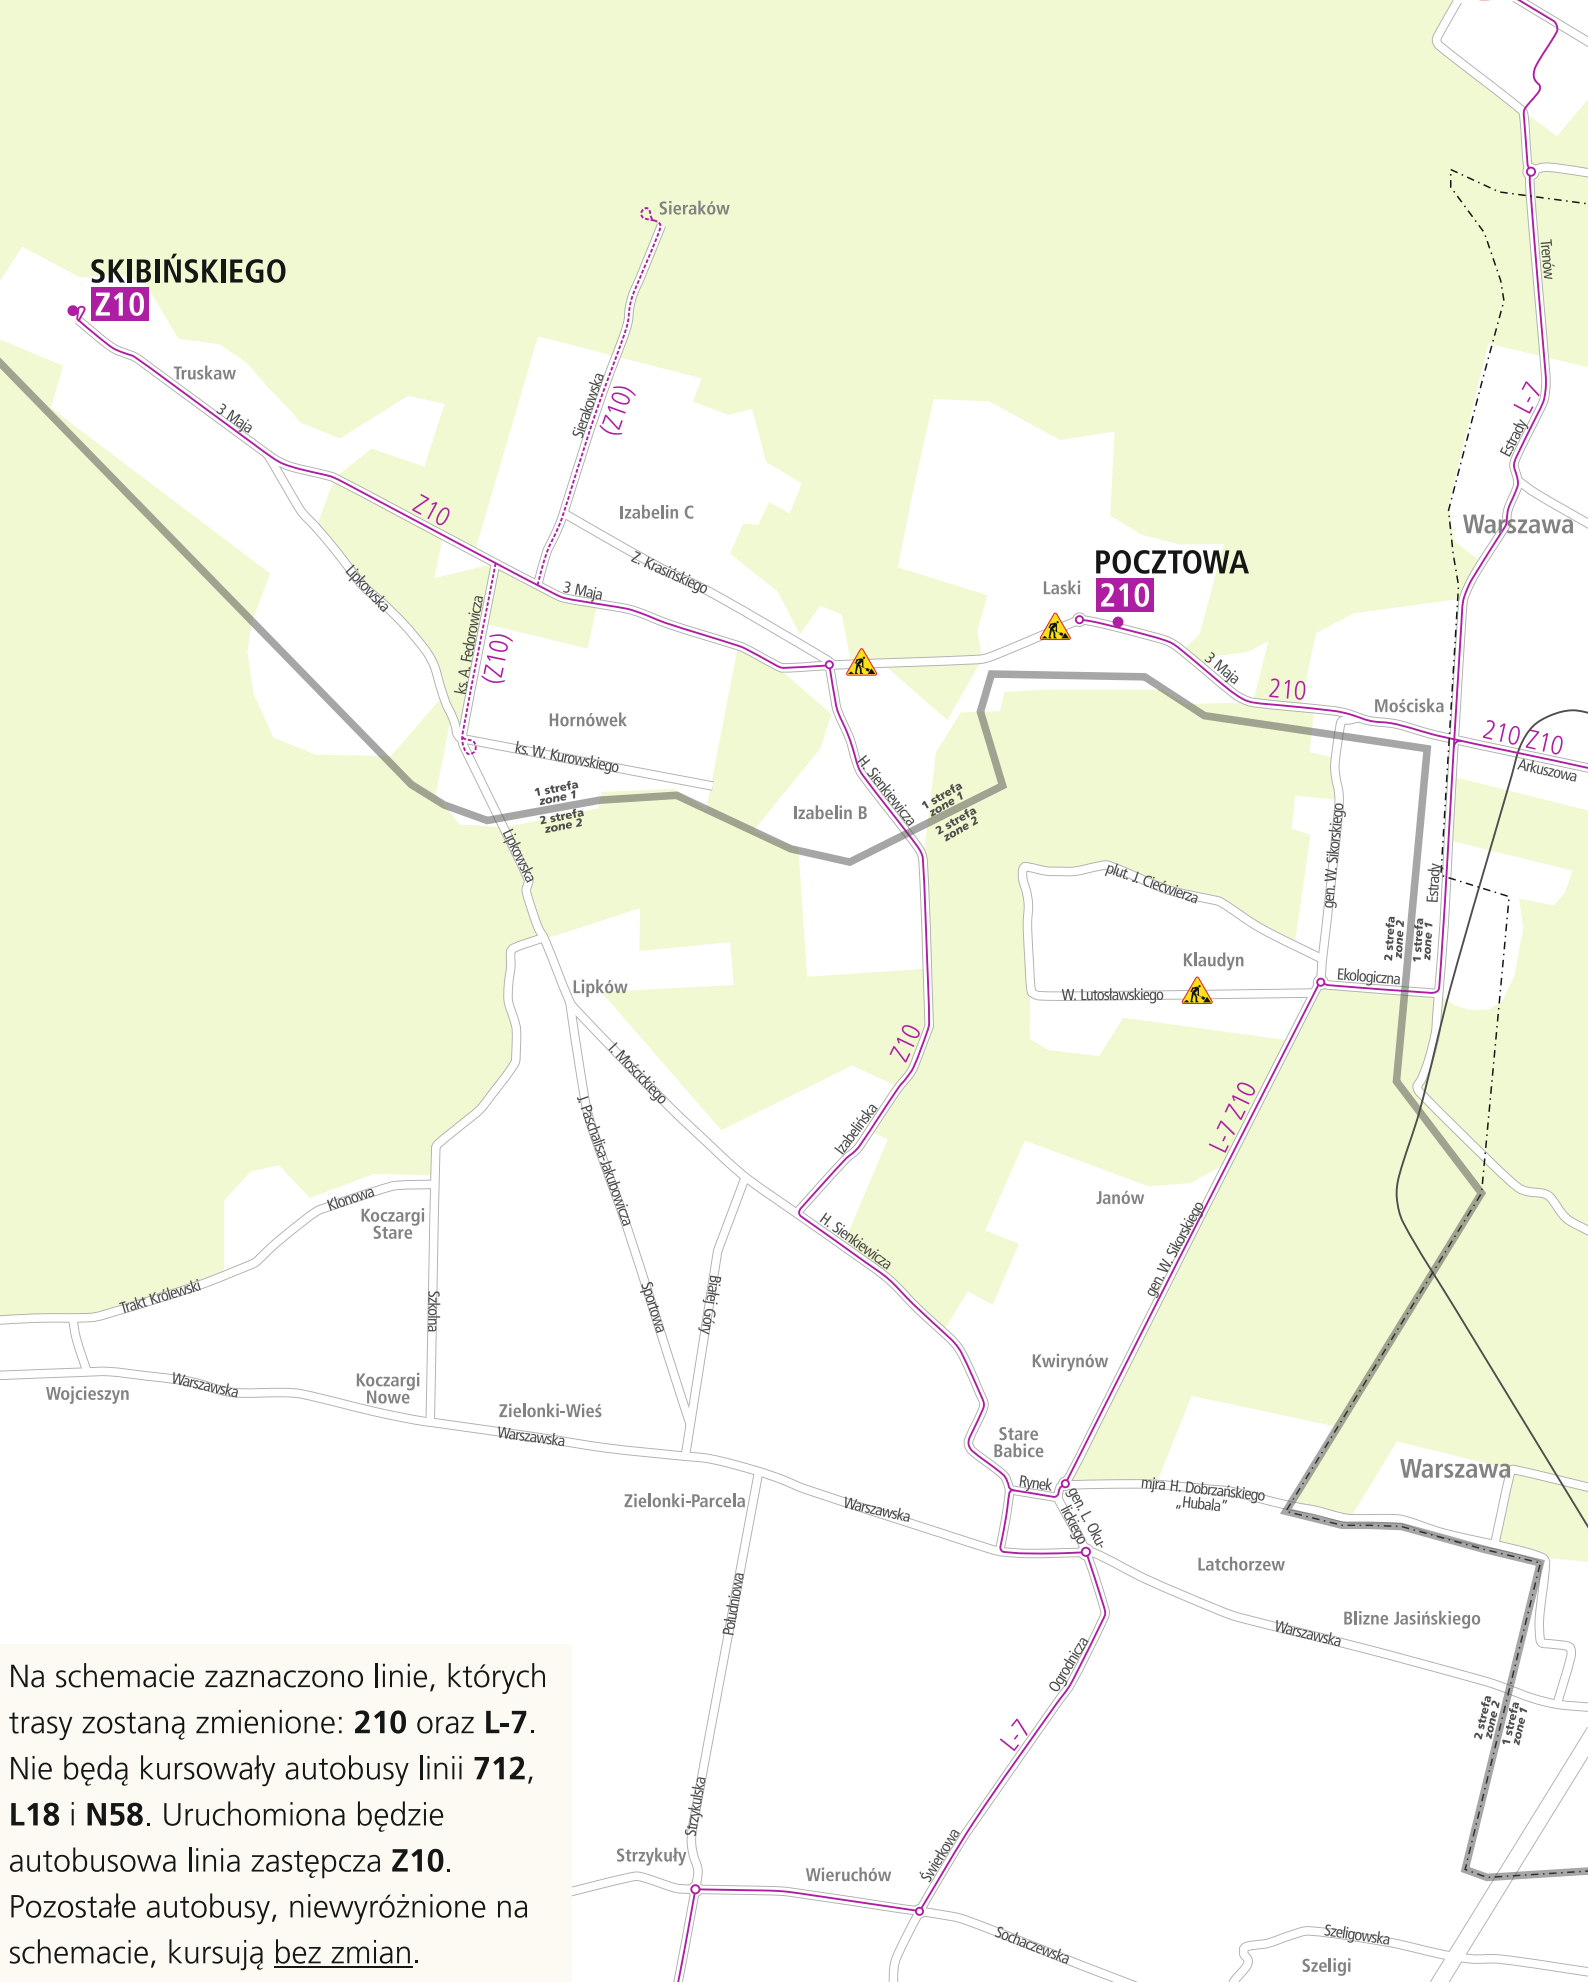 Sieraków
SKIBIŃSKIEGO
Z10
Truskaw
3 Maja
Sierakowska
(Z10)
Trenów
L-7
Estrady
Warszawa
Izabelin C
Z10
Z. Krasińskiego
POCZTOWA
210
Laski
Lipkowska
3 Maja
ks. A. Fedorowicza
(Z10)
3 Maja
210
Mościska
210 Z10
Arkuszowa
Hornówek
ks. W. Kurowskiego
1 strefa
zone 1
2 strefa
zone 2
H. Sienkiewicza
Izabelin B
1 strefa
zone 1
2 strefa
zone 2
Lipkowska
gen. W. Sikorskiego
plut. J. Ciećwierza
Estrady
2 strefa
zone 2
1 strefa
zone 1
Klaudyn
Ekologiczna
W. Lutosławskiego
Lipków
Z10
I. Mościckiego
J. Paschalisa-Jakubowicza
Izabelińska
L-7 Z10
Janów
gen. W. Sikorskiego
Klonowa
Koczargi
Stare
H. Sienkiewicza
Trakt Królewski
Szkolna
Sportowa
Białej Góry
Kwirynów
Wojcieszyn
Warszawska
Koczargi
Nowe
Zielonki-Wieś
Warszawska
Stare
Babice
Rynek
gen. L. Oku-
lickiego
mjra H. Dobrzańskiego
„Hubala”
Warszawa
Zielonki-Parcela
Warszawska
Latchorzew
Południowa
Blizne Jasińskiego
Warszawska
Ogrodnicza
L-7
2 strefa
zone 2
1 strefa
zone 1
Strzykulska
Strzykuły
Wieruchów
Świerkowa
Sochaczewska
Szeligowska
Szeligi
Na schemacie zaznaczono linie, których
trasy zostaną zmienione: 210 oraz L-7.
Nie będą kursowały autobusy linii 712,
L18 i N58. Uruchomiona będzie
autobusowa linia zastępcza Z10.
Pozostałe autobusy, niewyróżnione na
schemacie, kursują bez zmian.